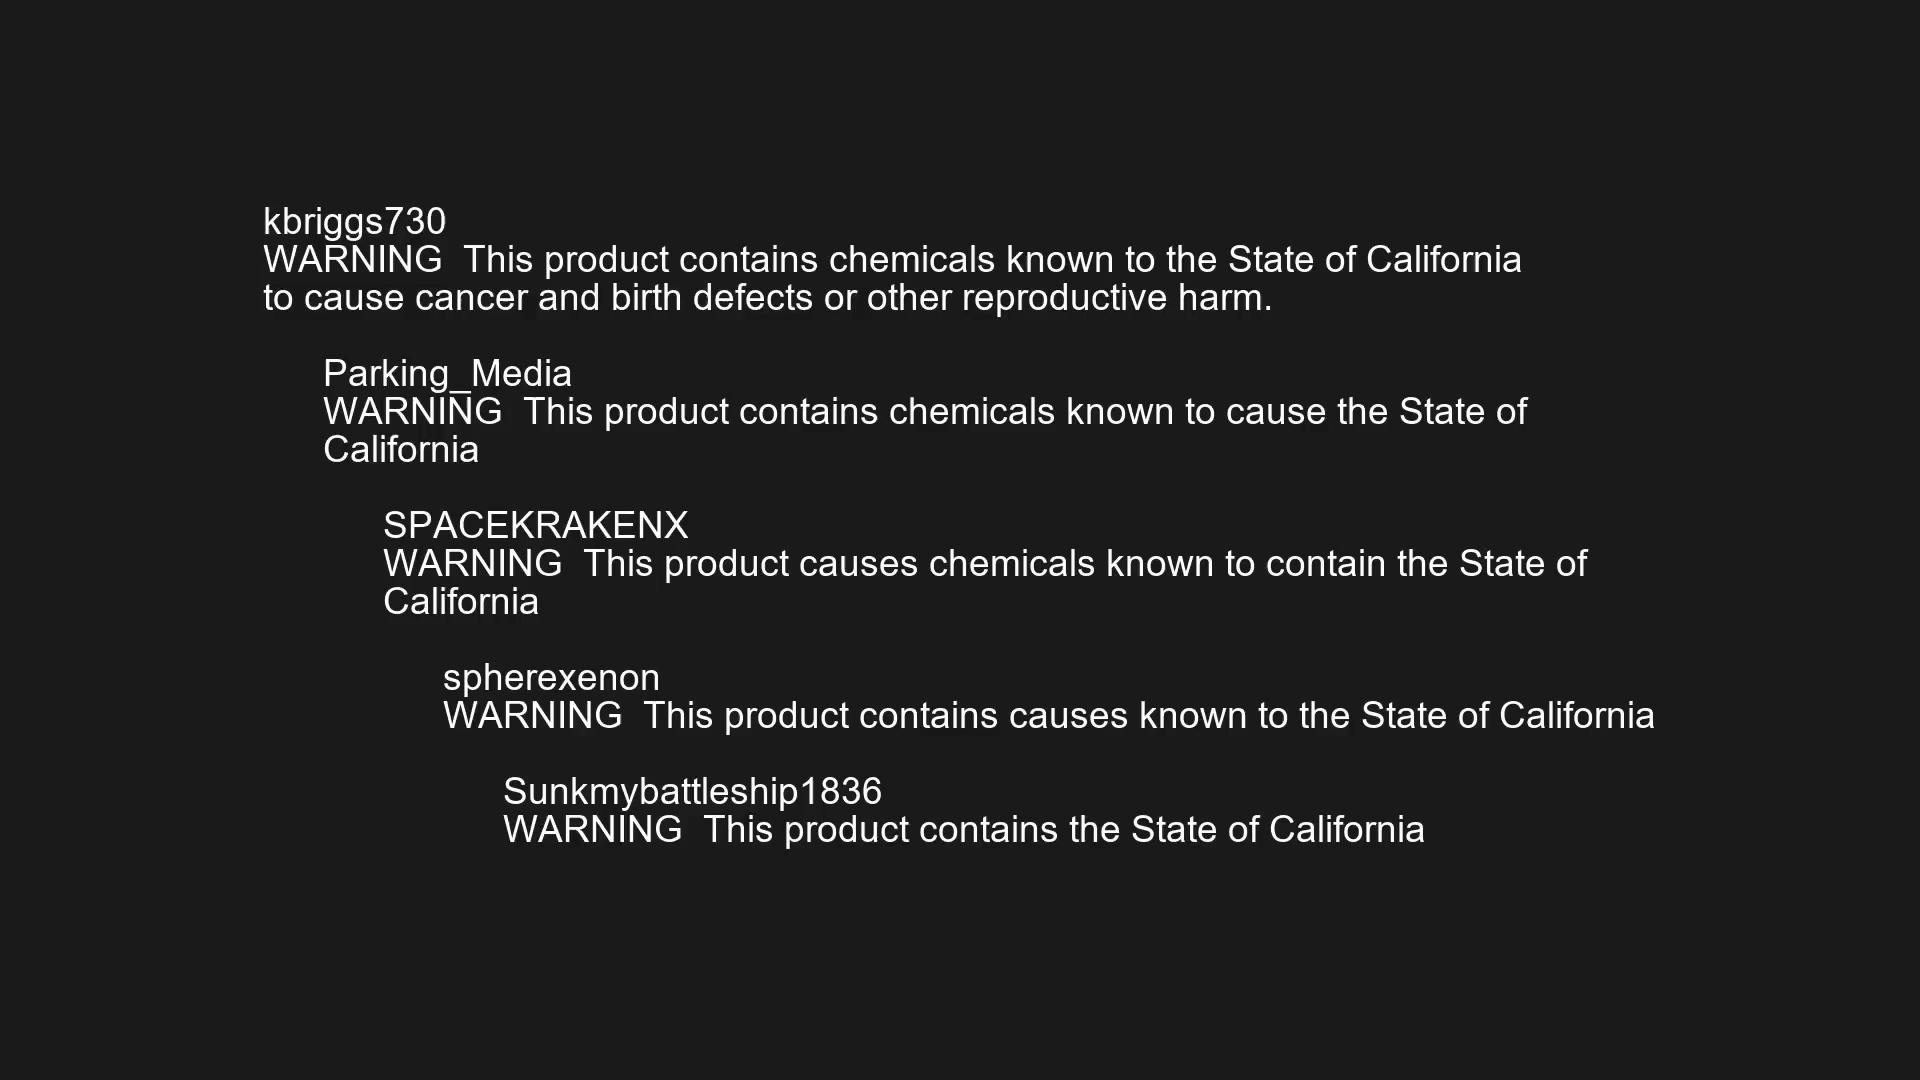 kbriggs730
WARNING  This product contains chemicals known to the State of California
to cause cancer and birth defects or other reproductive harm.
Parking_Media
WARNING  This product contains chemicals known to cause the State of
California
SPACEKRAKENX
WARNING  This product causes chemicals known to contain the State of
California
spherexenon
WARNING  This product contains causes known to the State of California
Sunkmybattleship1836
WARNING  This product contains the State of California